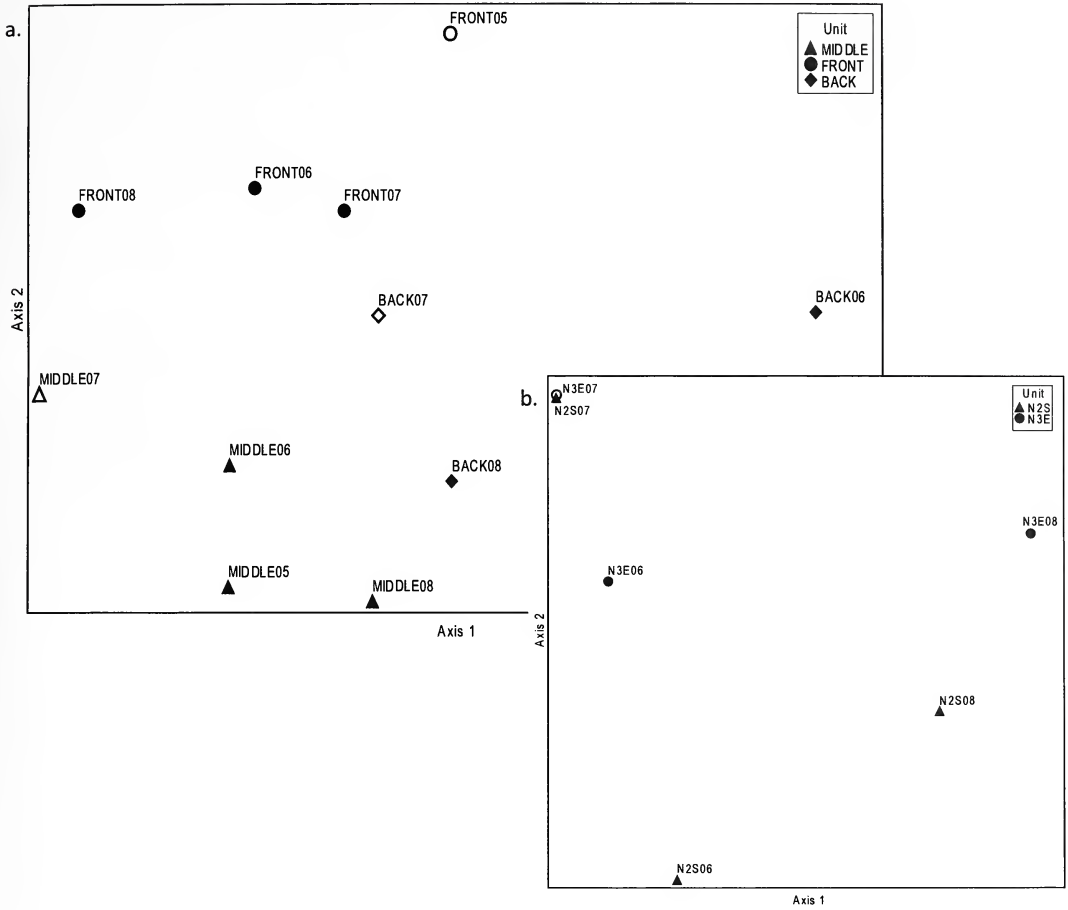 a.
FRONT05
Unit
MIDDLE
FRONT
BACK
FRONT06
FRONT08
FRONT07
BACK07
BACK06
Axis 2
MIDDLE07
MIDDLE06
BACK08
MIDDLE05
MIDDLE08
Axis 1
b.
N3E07
N2S07
Unit
N2S
N3E
N3E08
N3E06
Axis 2
N2S08
N2S06
Axis 1